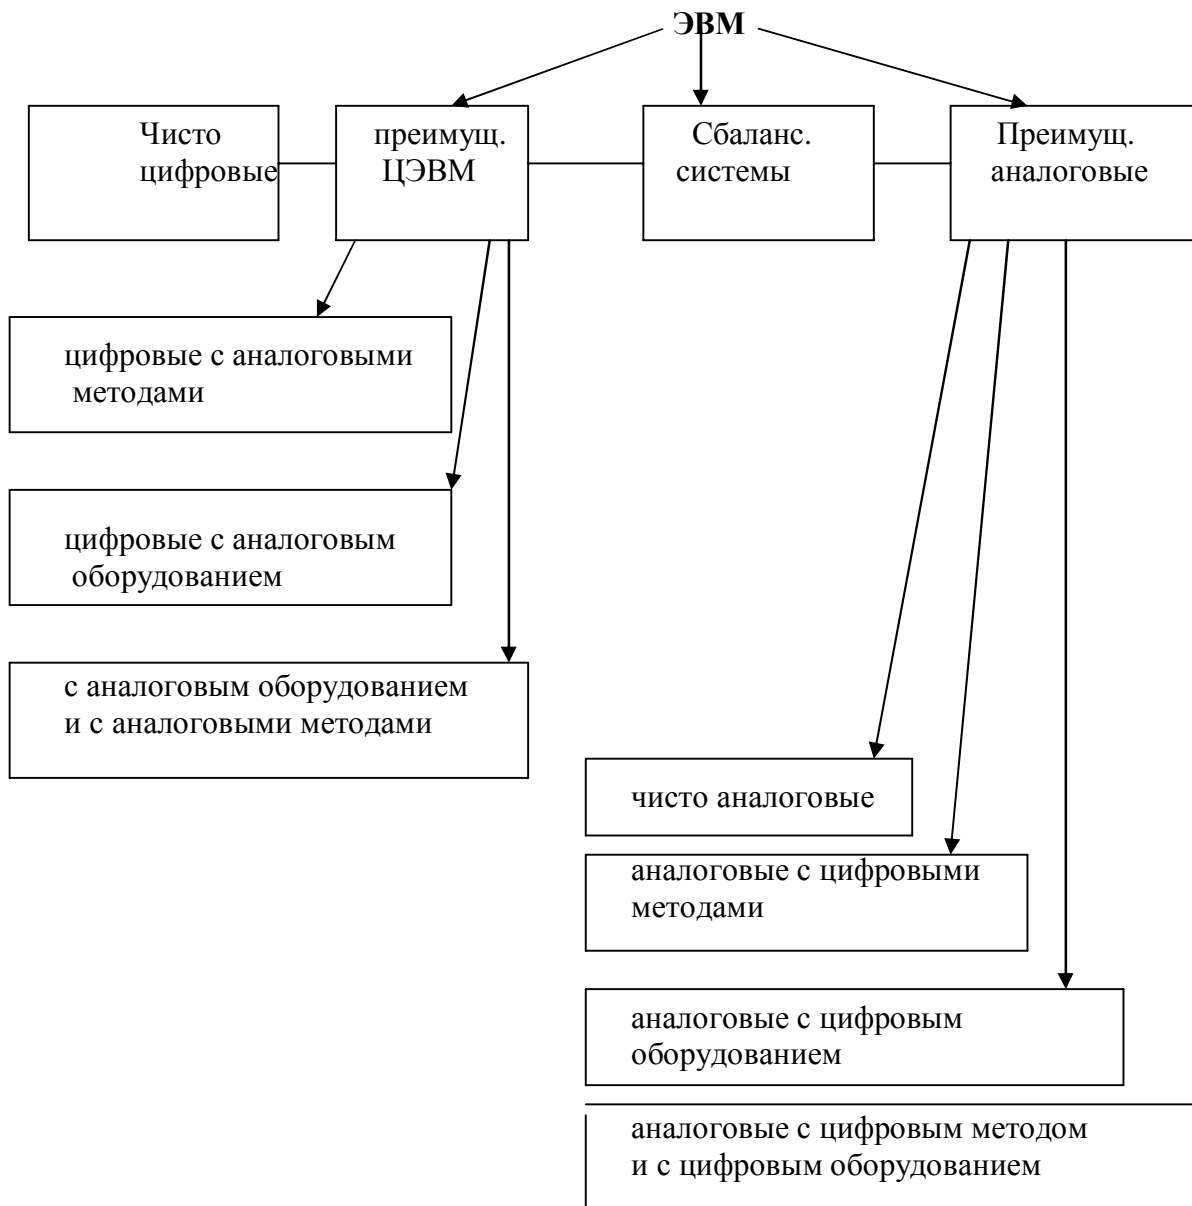 ЭВМ
Чисто
цифровые
преимущ.
ЦЭВМ
Сбаланс.
системы
Преимущ.
аналоговые
цифровые с аналоговыми
методами
цифровые с аналоговым
оборудованием
с аналоговым оборудованием
и с аналоговыми методами
чисто аналоговые
аналоговые с цифровыми
методами
аналоговые с цифровым
оборудованием
аналоговые с цифровым методом
и с цифровым оборудованием